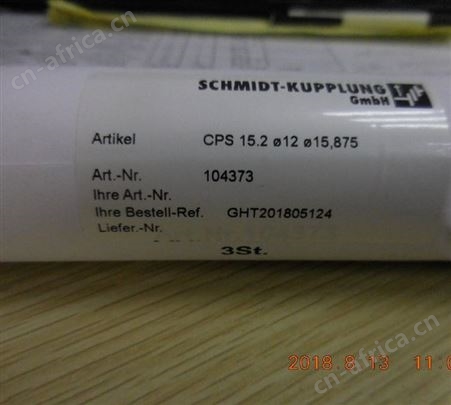 SCHMIDT-KUPPLUNG
GmbH
Artikel CPS 15.2 ø12 ø15,875
Art.-Nr. 104373
Ihre Art.-Nr.
Ihre Bestell-Ref. GHT201805124
Liefer.-Nr.
3St.
2018.8.13 11:0
cn-africa.cn
cn-africa.cn
cn-africa.cn